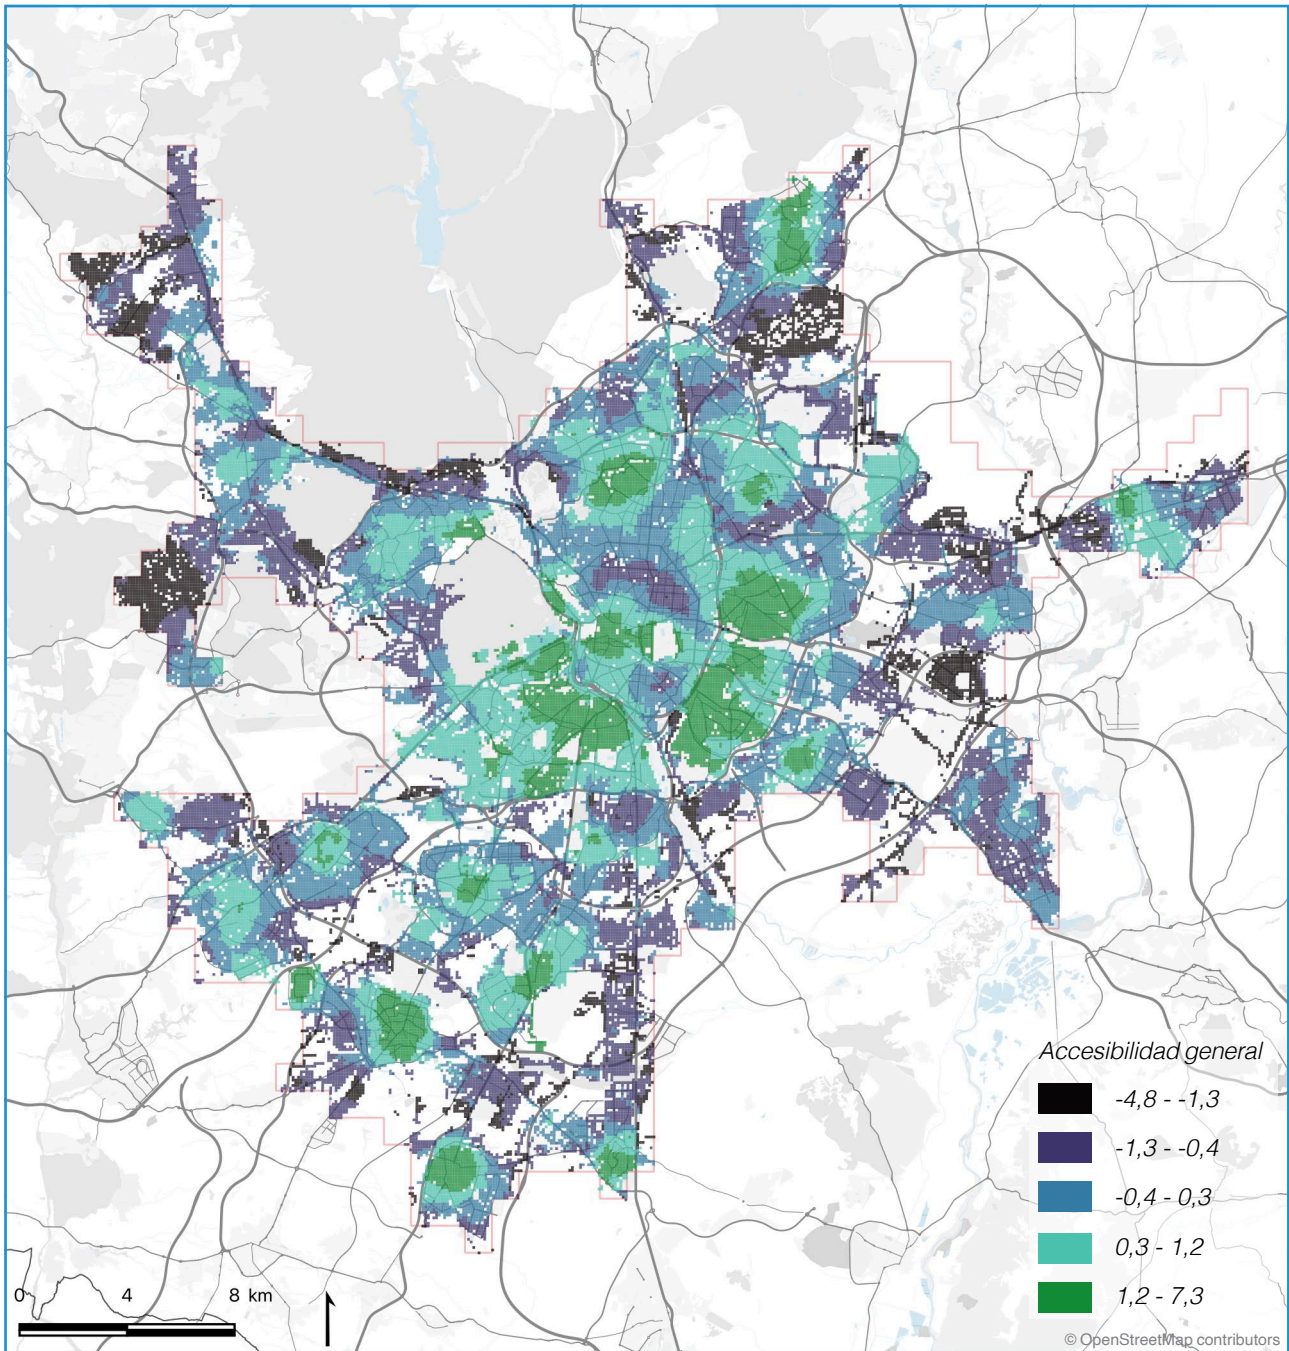 Accesibilidad general
-4,8 - -1,3
-1,3 - -0,4
-0,4 - 0,3
0,3 - 1,2
1,2 - 7,3
0 4 8 km
© OpenStreetMap contributors